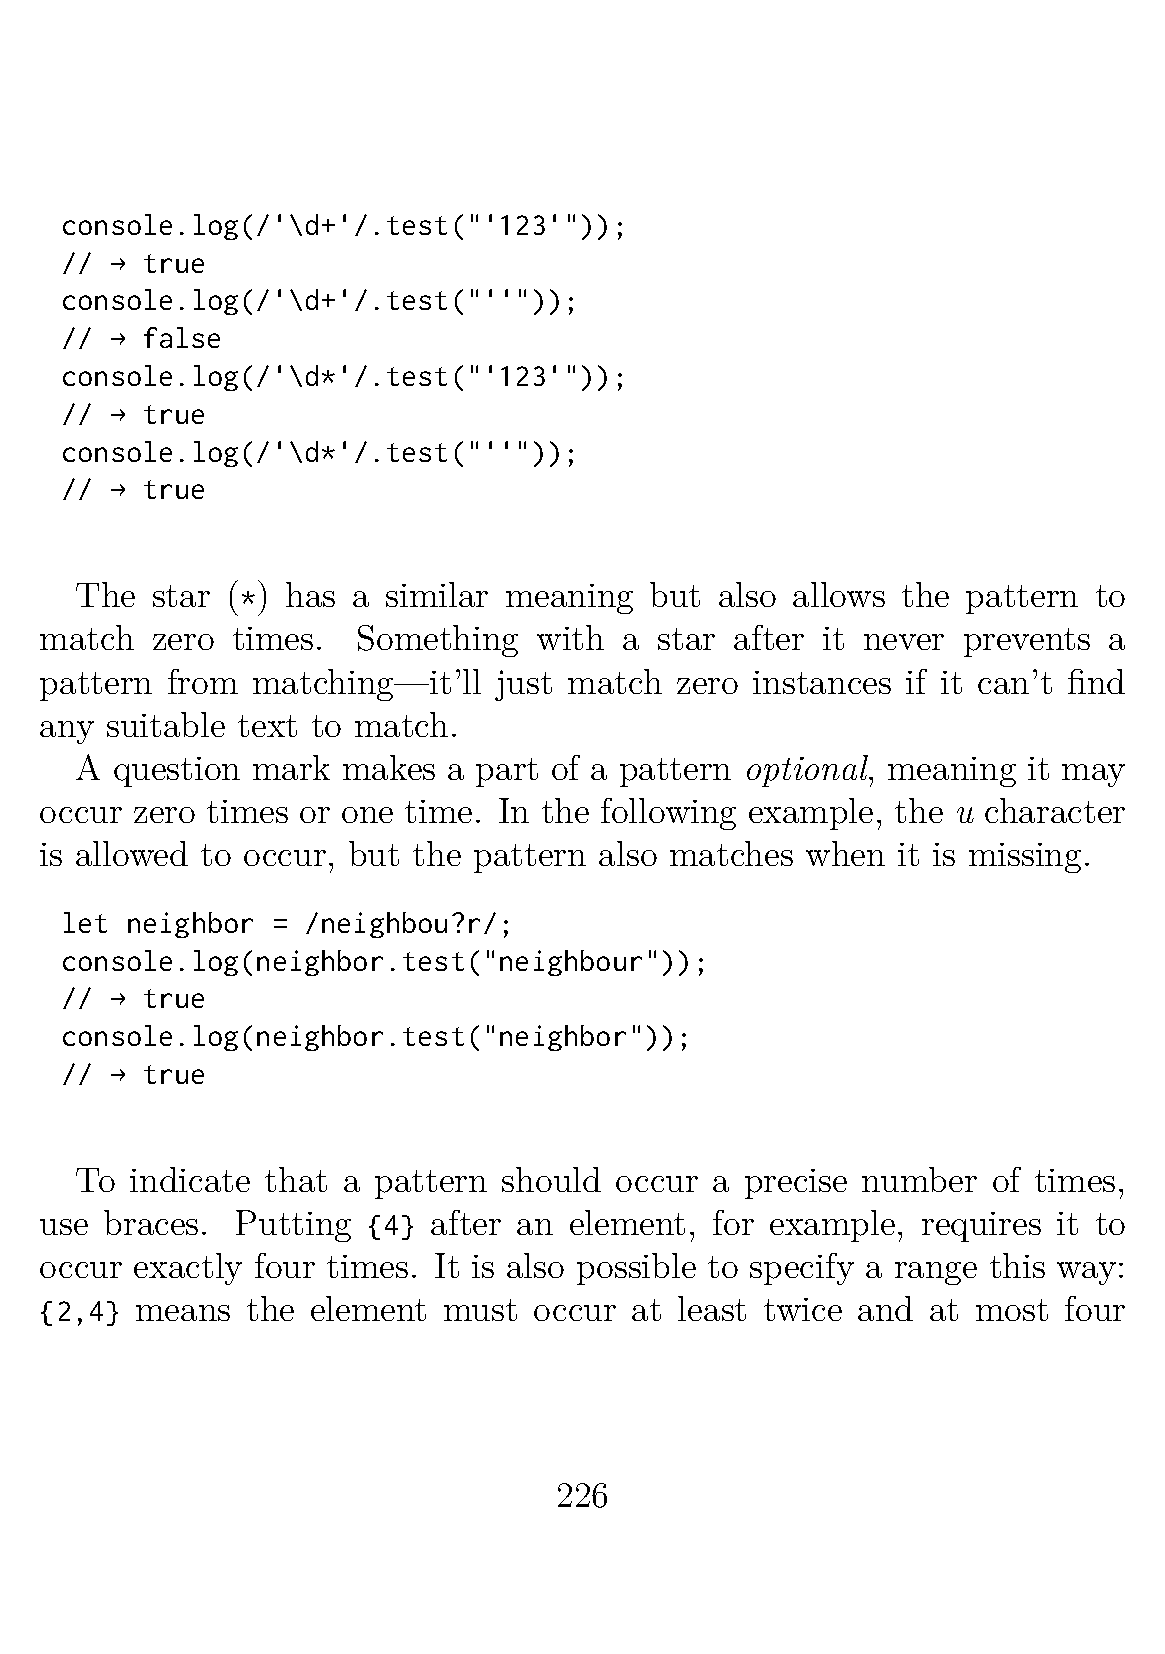 console.log(/'\d+'/.test("'123'"));
// → true
console.log(/'\d+'/.test("''"));
// → false
console.log(/'\d*'/.test("'123'"));
// → true
console.log(/'\d*'/.test("''"));
// → true
The star (*) has a similar meaning but also allows the pattern to
match zero times. Something with a star after it never prevents a
pattern from matching—it’ll just match zero instances if it can’t find
any suitable text to match.
A question mark makes a part of a pattern optional, meaning it may
occur zero times or one time. In the following example, the u character
is allowed to occur, but the pattern also matches when it is missing.
let neighbor = /neighbou?r/;
console.log(neighbor.test("neighbour"));
// → true
console.log(neighbor.test("neighbor"));
// → true
To indicate that a pattern should occur a precise number of times,
use braces. Putting {4} after an element, for example, requires it to
occur exactly four times. It is also possible to specify a range this way:
{2,4} means the element must occur at least twice and at most four
226